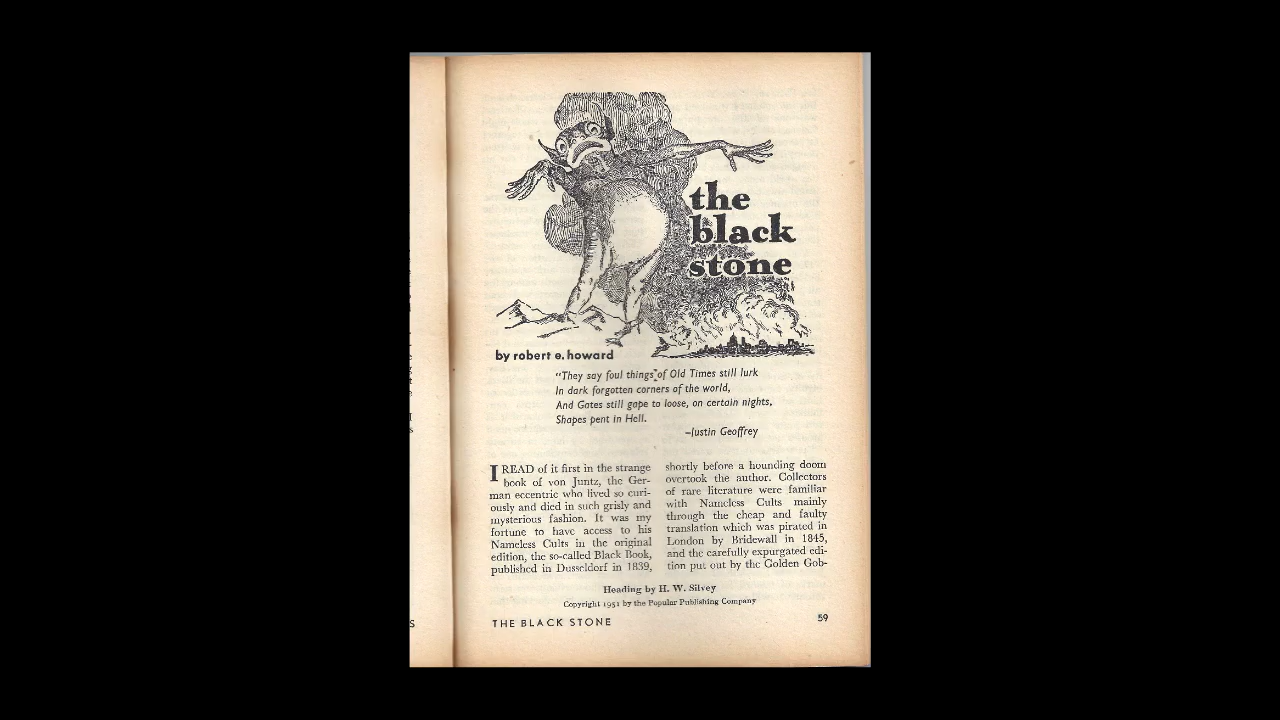 the
black
stone
by robert e. howard
"They say foul things of Old Times still lurk
In dark forgotten corners of the world,
And Gates still gape to loose, on certain nights,
Shapes pent in Hell.
–Justin Geoffrey
I READ of it first in the strange
book of von Juntz, the Ger-
man eccentric who lived so curi-
ously and died in such grisly and
mysterious fashion. It was my
fortune to have access to his
Nameless Cults in the original
edition, the so-called Black Book,
published in Dusseldorf in 1839,
shortly before a hounding doom
overtook the author. Collectors
of rare literature were familiar
with Nameless Cults mainly
through the cheap and faulty
translation which was pirated in
London by Bridewall in 1845,
and the carefully expurgated edi-
tion put out by the Golden Gob-
Heading by H. W. Silvey
Copyright 1951 by the Popular Publishing Company
THE BLACK STONE
59